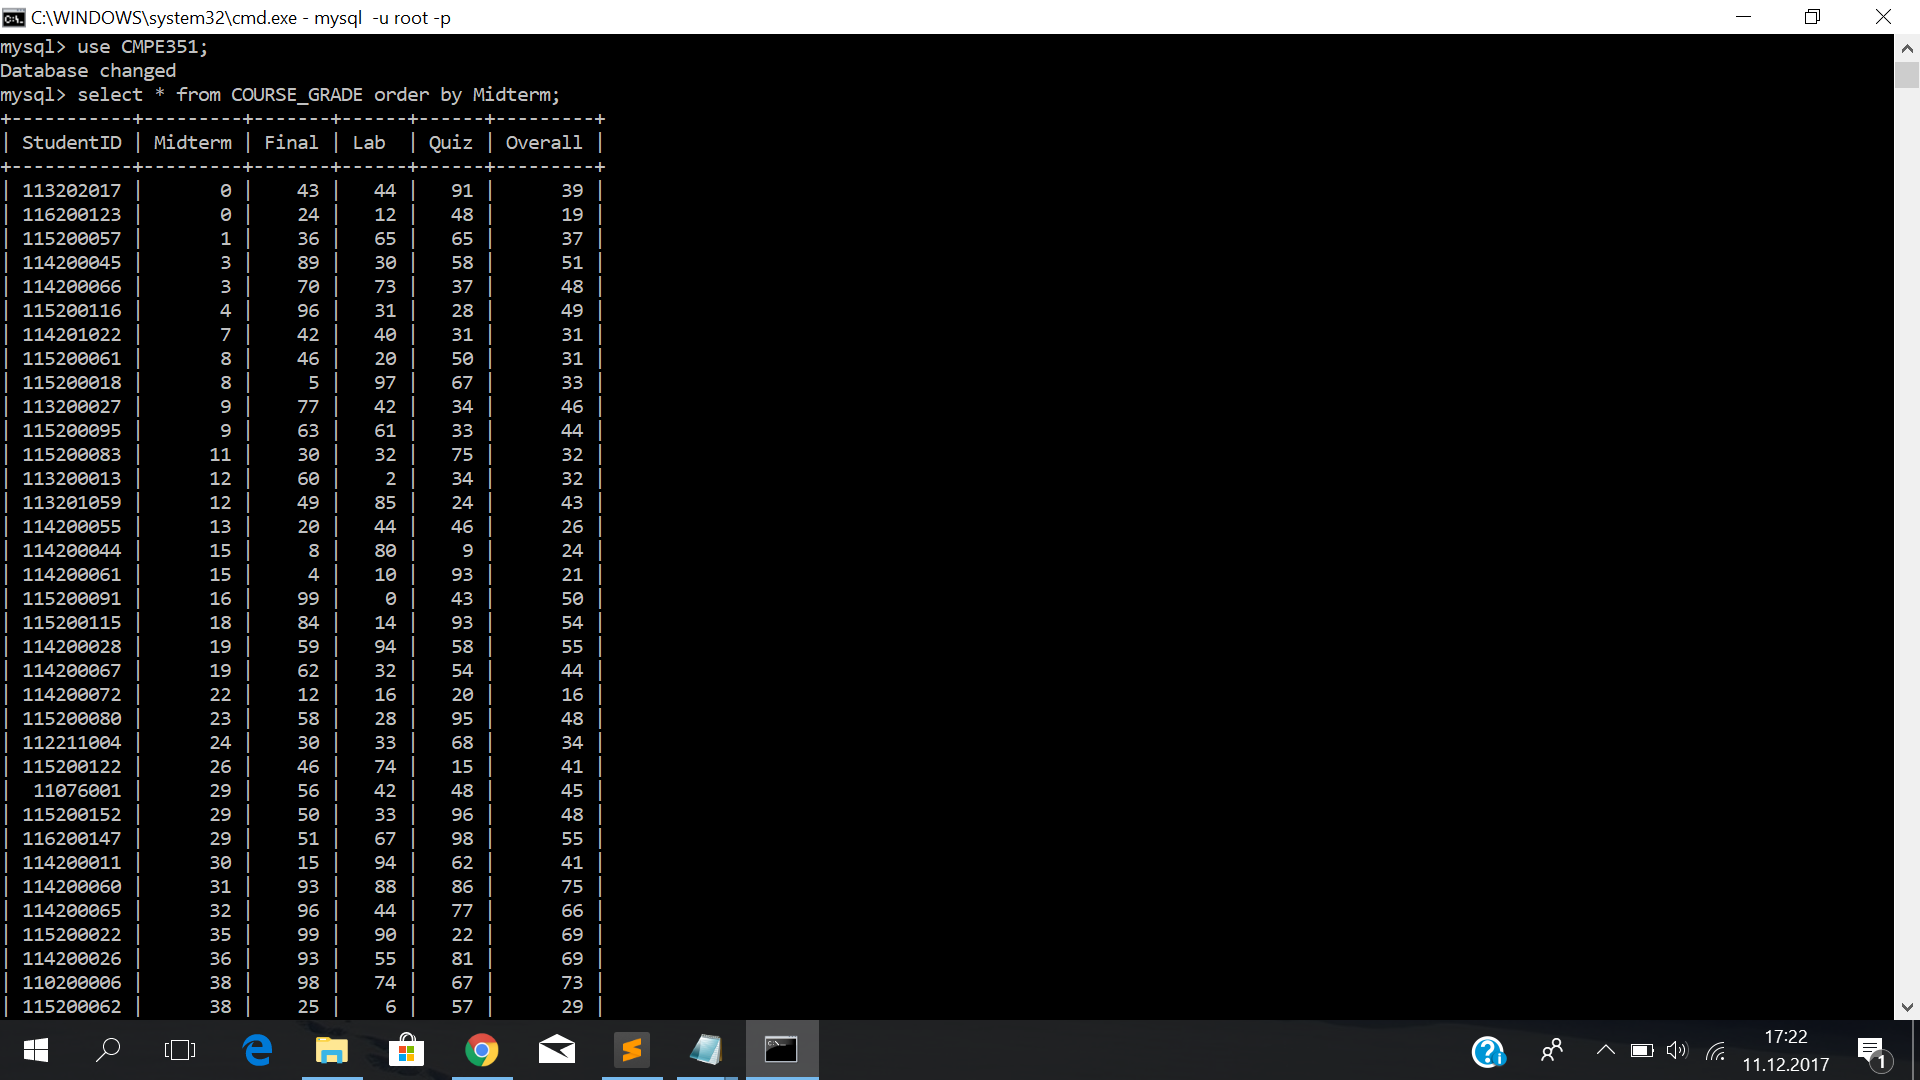 C:\WINDOWS\system32\cmd.exe - mysql  -u root -p
mysql> use CMPE351;
Database changed
mysql> select * from COURSE_GRADE order by Midterm;
+-----------+---------+-------+------+------+---------+
| StudentID | Midterm | Final | Lab  | Quiz | Overall |
+-----------+---------+-------+------+------+---------+
| 113202017 |       0 |    43 |   44 |   91 |      39 |
| 116200123 |       0 |    24 |   12 |   48 |      19 |
| 115200057 |       1 |    36 |   65 |   65 |      37 |
| 114200045 |       3 |    89 |   30 |   58 |      51 |
| 114200066 |       3 |    70 |   73 |   37 |      48 |
| 115200116 |       4 |    96 |   31 |   28 |      49 |
| 114201022 |       7 |    42 |   40 |   31 |      31 |
| 115200061 |       8 |    46 |   20 |   50 |      31 |
| 115200018 |       8 |     5 |   97 |   67 |      33 |
| 113200027 |       9 |    77 |   42 |   34 |      46 |
| 115200095 |       9 |    63 |   61 |   33 |      44 |
| 115200083 |      11 |    30 |   32 |   75 |      32 |
| 113200013 |      12 |    60 |    2 |   34 |      32 |
| 113201059 |      12 |    49 |   85 |   24 |      43 |
| 114200055 |      13 |    20 |   44 |   46 |      26 |
| 114200044 |      15 |     8 |   80 |    9 |      24 |
| 114200061 |      15 |     4 |   10 |   93 |      21 |
| 115200091 |      16 |    99 |    0 |   43 |      50 |
| 115200115 |      18 |    84 |   14 |   93 |      54 |
| 114200028 |      19 |    59 |   94 |   58 |      55 |
| 114200067 |      19 |    62 |   32 |   54 |      44 |
| 114200072 |      22 |    12 |   16 |   20 |      16 |
| 115200080 |      23 |    58 |   28 |   95 |      48 |
| 112211004 |      24 |    30 |   33 |   68 |      34 |
| 115200122 |      26 |    46 |   74 |   15 |      41 |
|  11076001 |      29 |    56 |   42 |   48 |      45 |
| 115200152 |      29 |    50 |   33 |   96 |      48 |
| 116200147 |      29 |    51 |   67 |   98 |      55 |
| 114200011 |      30 |    15 |   94 |   62 |      41 |
| 114200060 |      31 |    93 |   88 |   86 |      75 |
| 114200065 |      32 |    96 |   44 |   77 |      66 |
| 115200022 |      35 |    99 |   90 |   22 |      69 |
| 114200026 |      36 |    93 |   55 |   81 |      69 |
| 110200006 |      38 |    98 |   74 |   67 |      73 |
| 115200062 |      38 |    25 |    6 |   57 |      29 |
17:22
11.12.2017
1